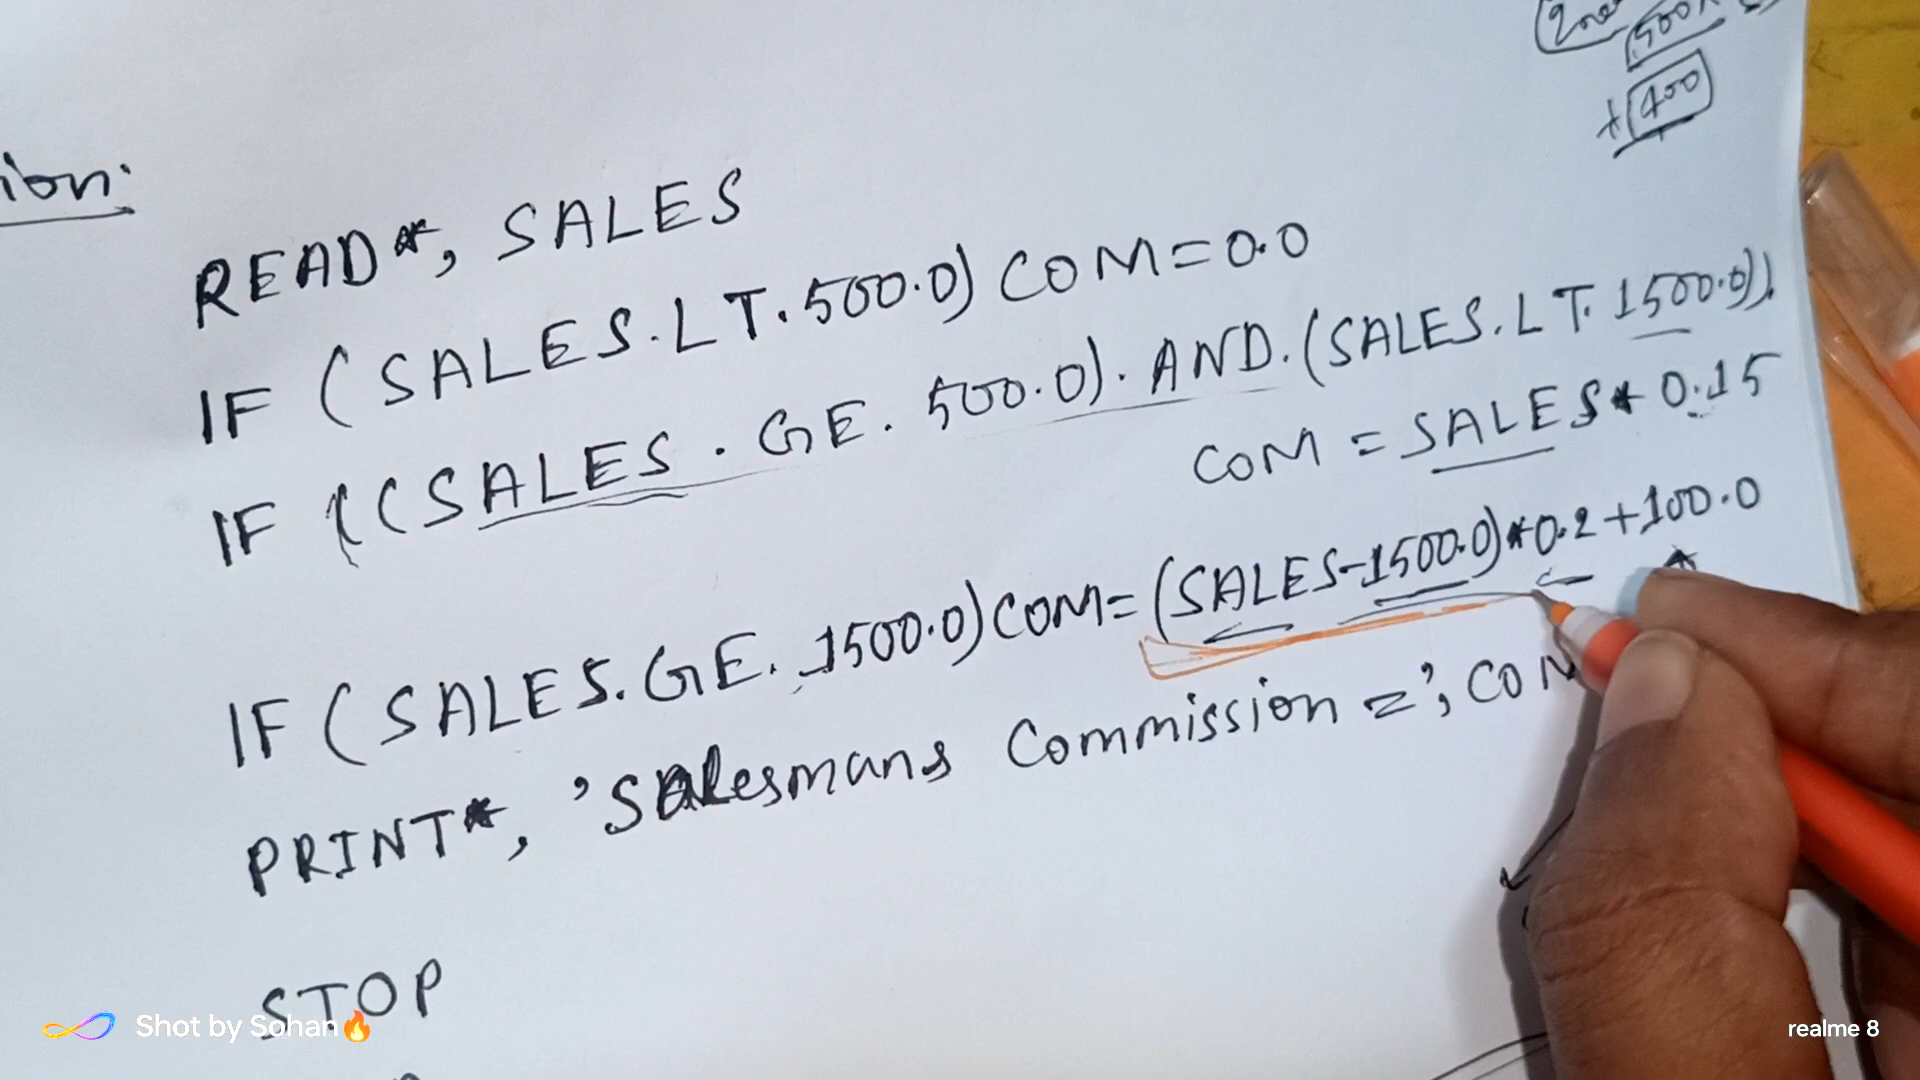 +400
ion:
READ*, SALES
IF (SALES.LT.500.0) COM=0.0
IF ((SALES.GE.500.0).AND.(SALES.LT.1500.0))
COM = SALES*0.15
IF (SALES.GE.1500.0) COM=(SALES-1500.0)*0.2+100.0
PRINT*, 'Salesmans Commission =', COM
STOP
Shot by Sohan🔥
realme 8